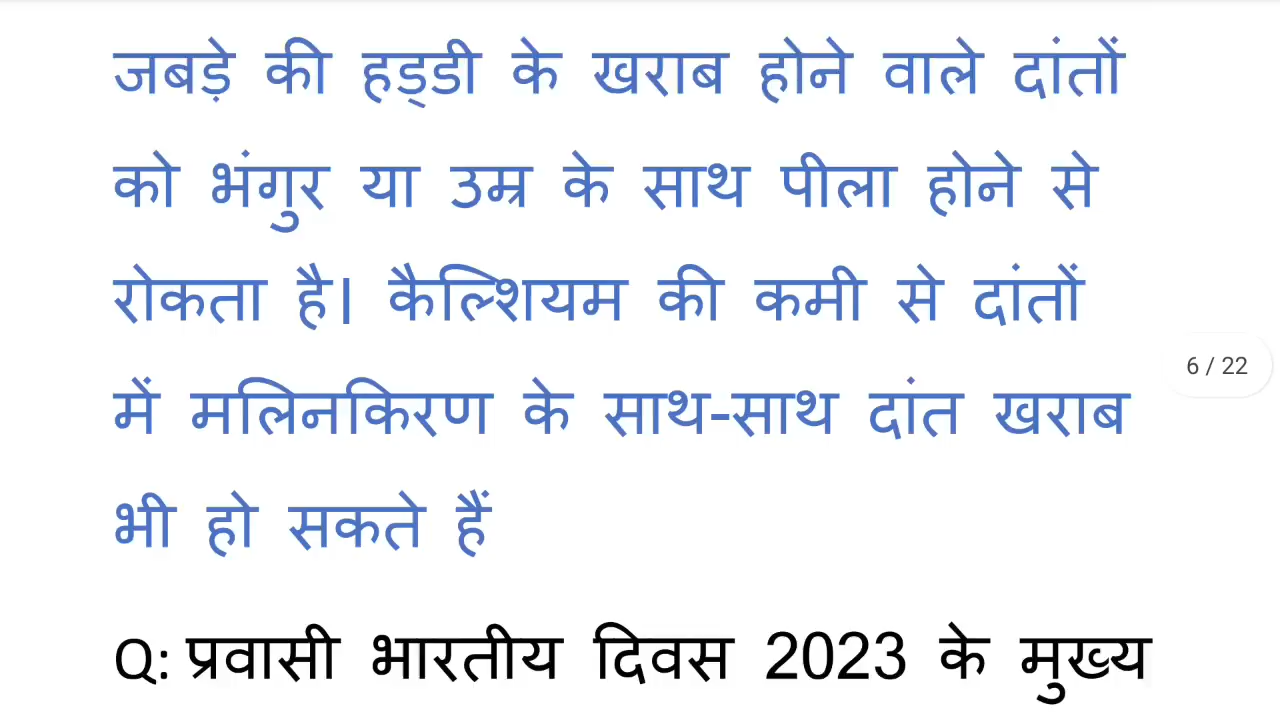 जबड़े की हड्डी के खराब होने वाले दांतों
को भंगुर या उम्र के साथ पीला होने से
रोकता है। कैल्शियम की कमी से दांतों
में मलिनकिरण के साथ-साथ दांत खराब
भी हो सकते हैं
6 / 22
Q: प्रवासी भारतीय दिवस 2023 के मुख्य